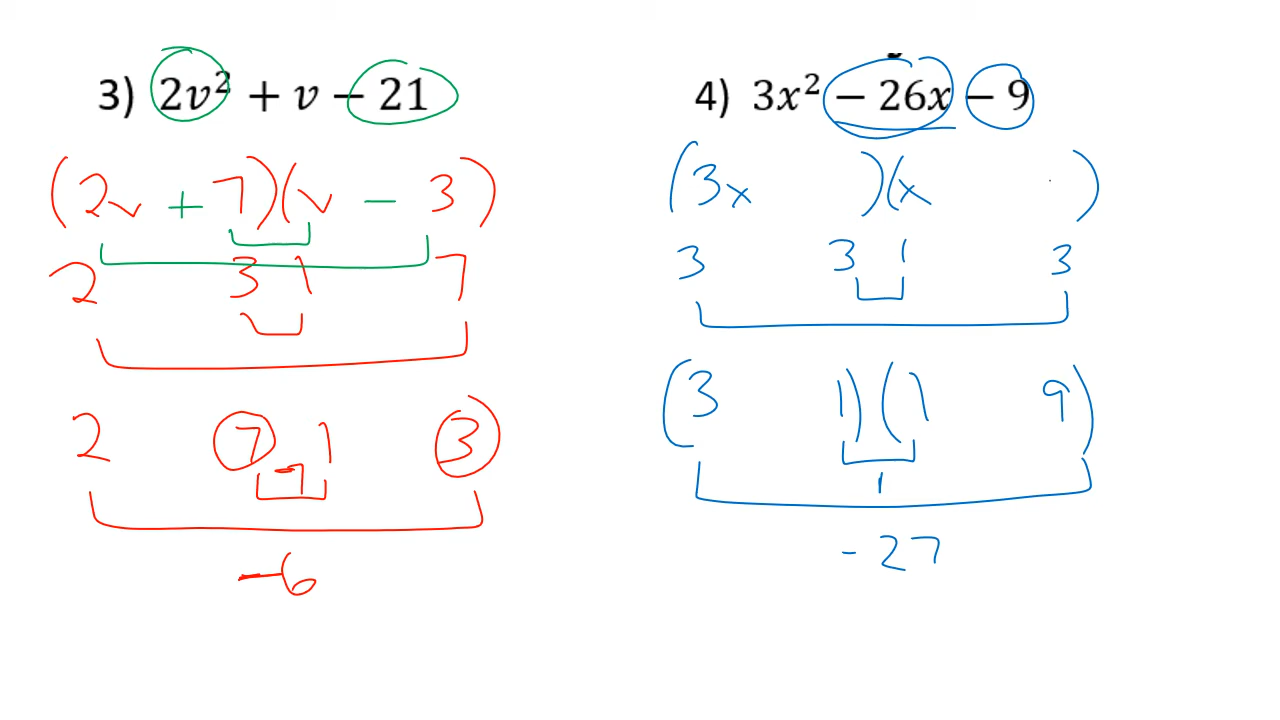 3) 2v² + v − 21
(2v + 7)(v − 3)
2 3 1 7
2 7 1 3
-7
-6
4) 3x² − 26x − 9
(3x )(x )
3 3 1 3
(3 1)(1 9)
1
-27